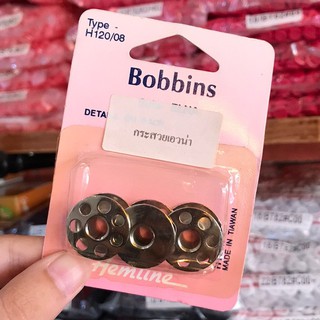 Type -
H120/08
Bobbins
DETA
กระสวยเอวน่า
Hemline
MADE IN TIAWAN